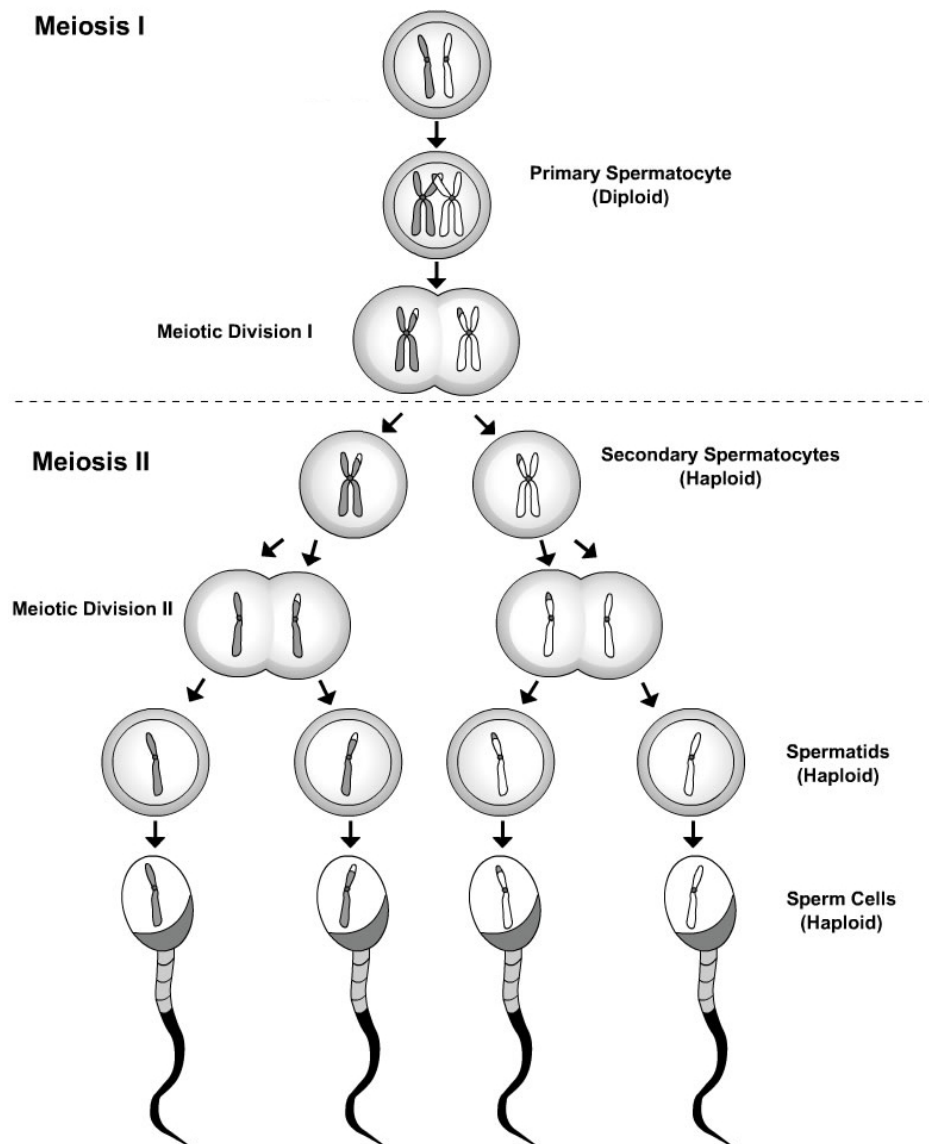 Meiosis I
Primary Spermatocyte
(Diploid)
Meiotic Division I
Meiosis II
Secondary Spermatocytes
(Haploid)
Meiotic Division II
Spermatids
(Haploid)
Sperm Cells
(Haploid)